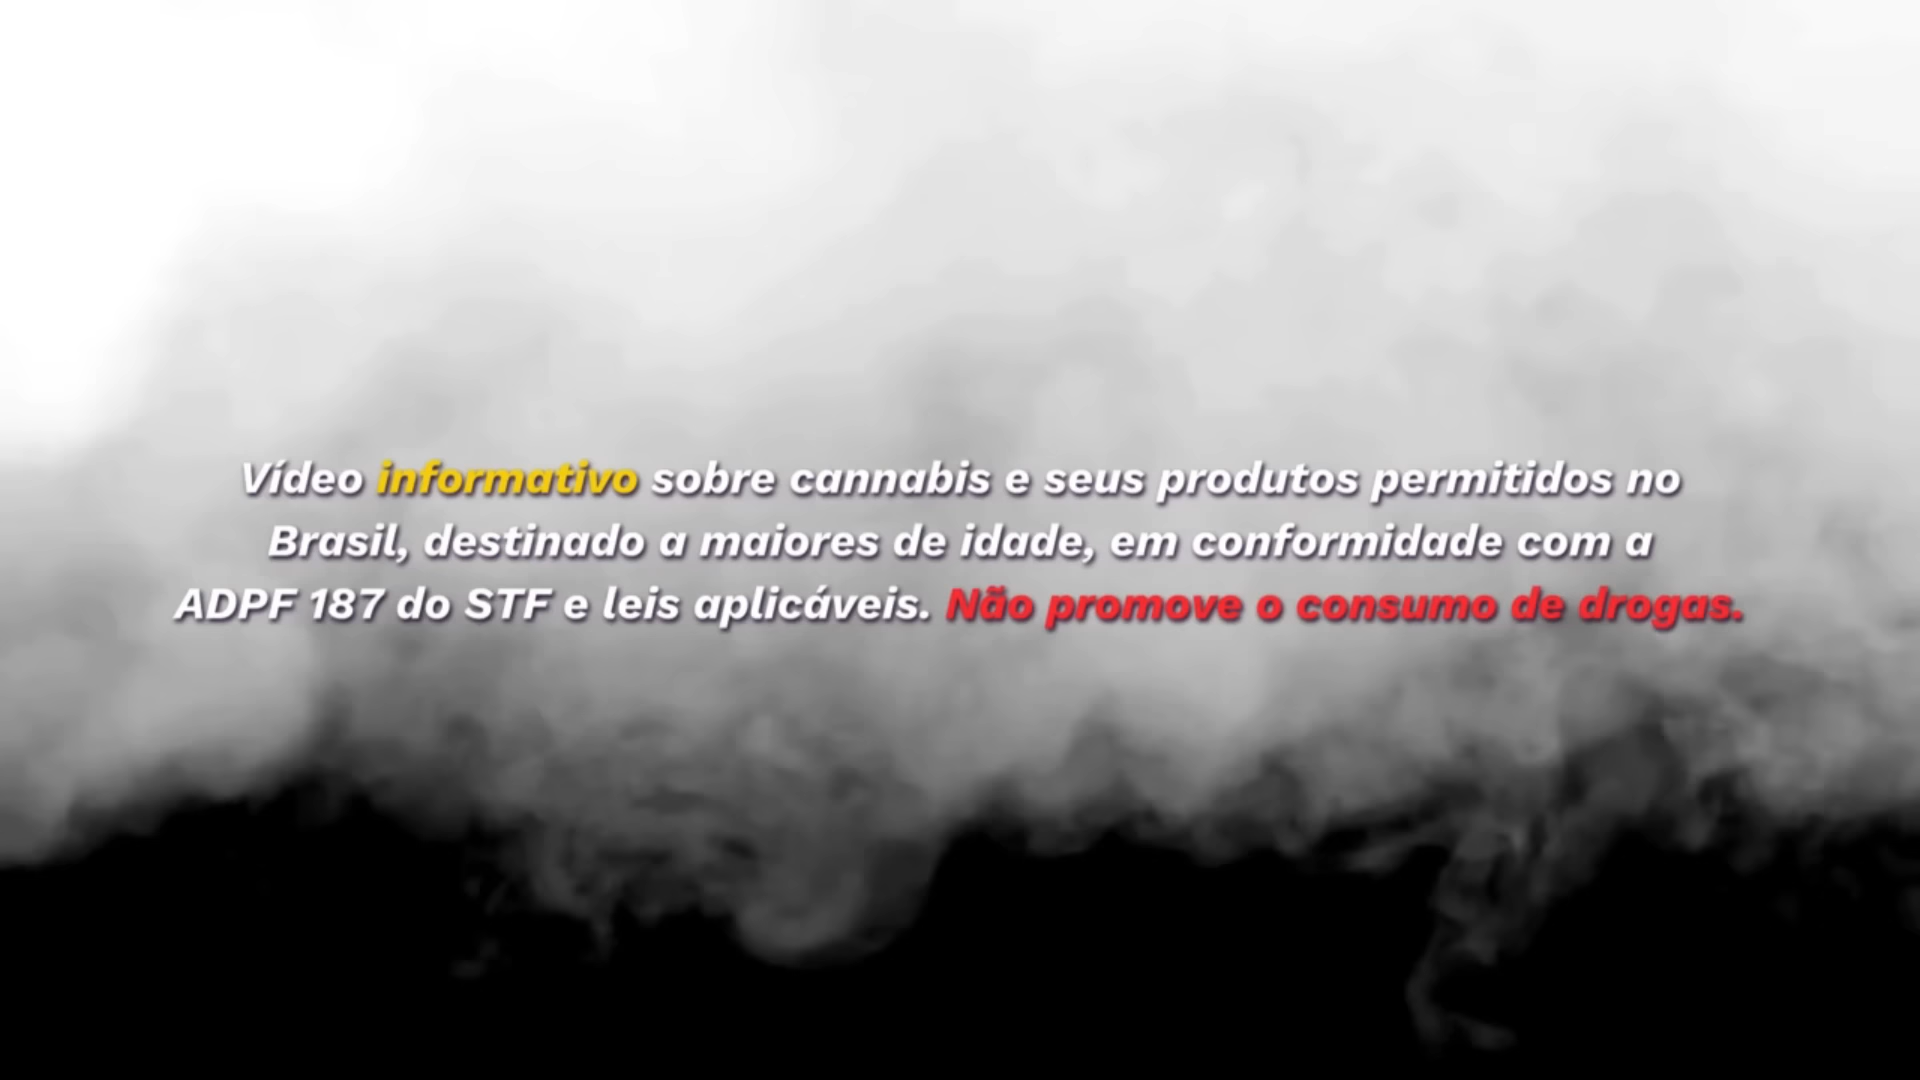 Vídeo informativo sobre cannabis e seus produtos permitidos no
Brasil, destinado a maiores de idade, em conformidade com a
ADPF 187 do STF e leis aplicáveis. Não promove o consumo de drogas.